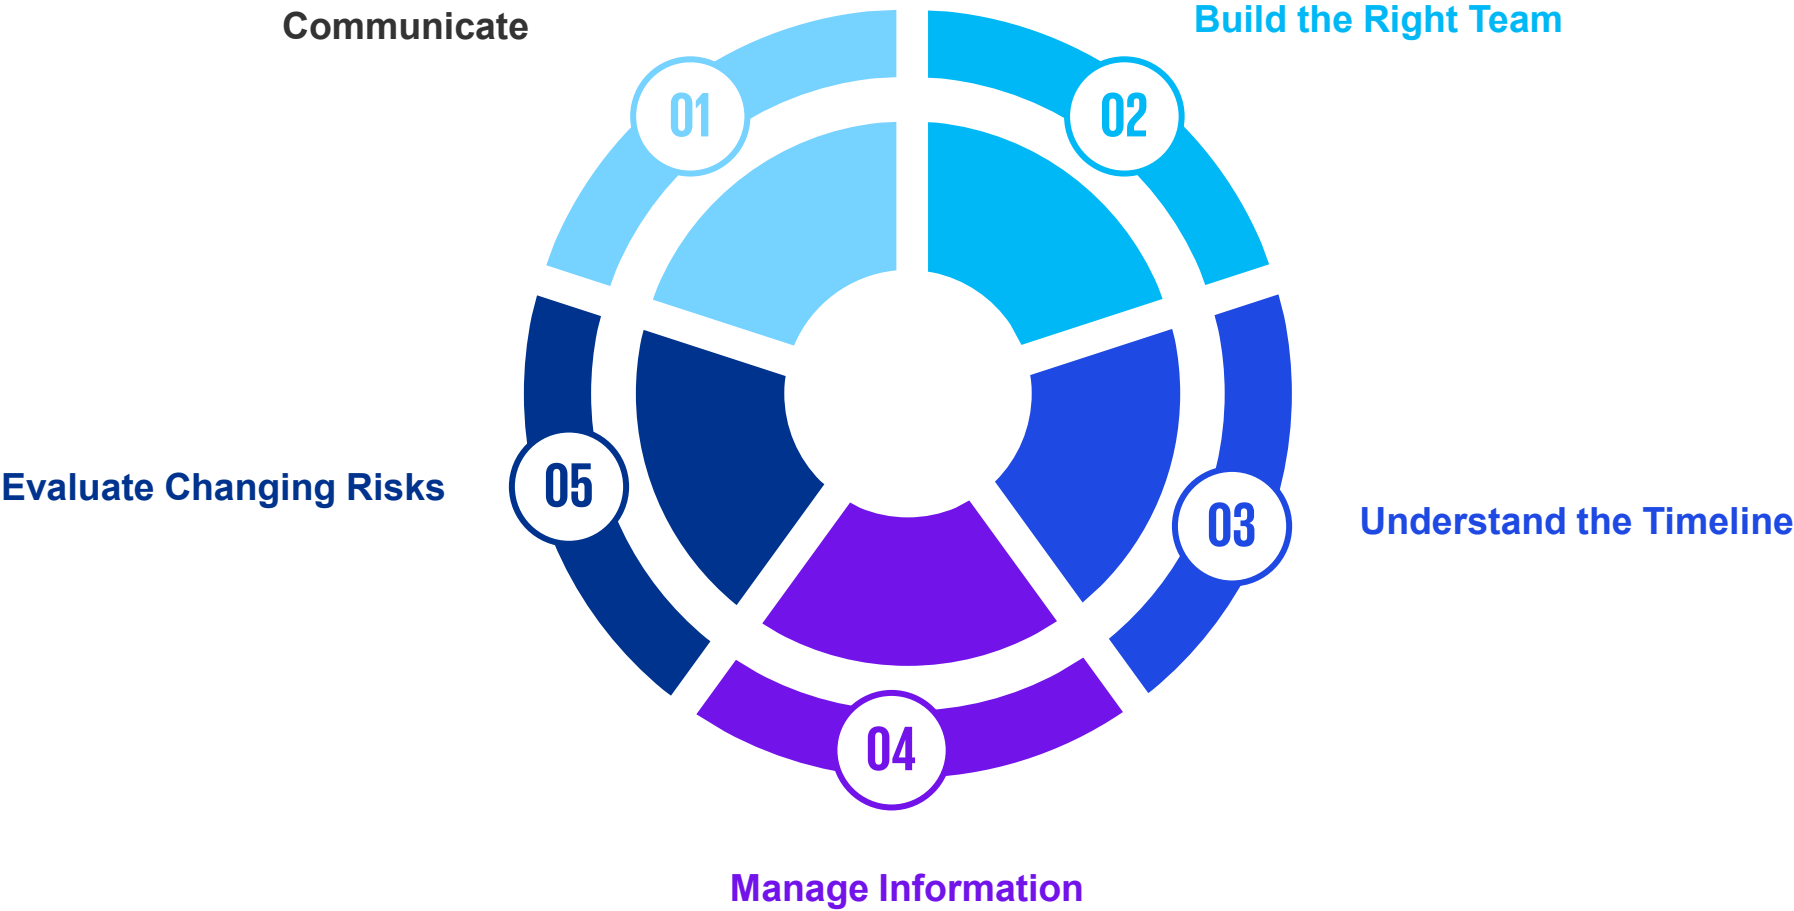 Communicate
01
Build the Right Team
02
Understand the Timeline
03
Manage Information
04
Evaluate Changing Risks
05